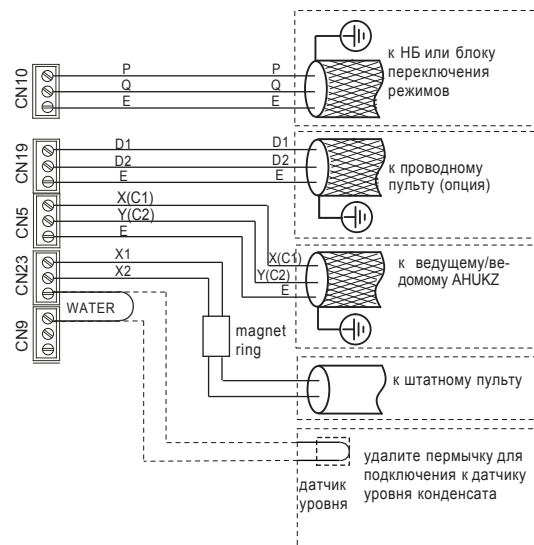 CN10
P
Q
E
P
Q
E
к НБ или блоку
переключения
режимов
CN19
D1
D2
E
D1
D2
E
к проводному
пульту (опция)
CN5
X(C1)
Y(C2)
E
X(C1)
Y(C2)
E
к ведущему/ве-
домому AHUKZ
CN23
X1
X2
WATER
CN9
magnet
ring
к штатному пульту
датчик
уровня
удалите пермычку для
подключения к датчику
уровня конденсата